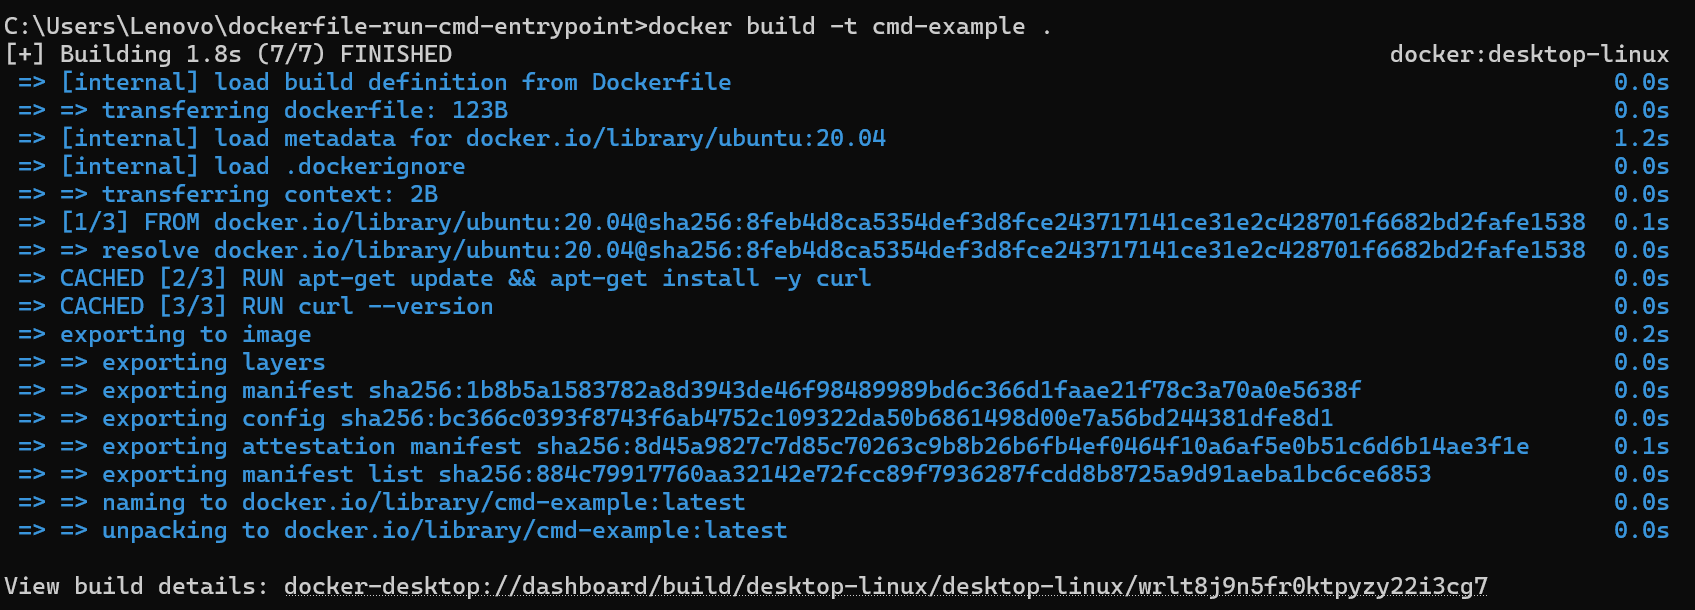 C:\Users\Lenovo\dockerfile-run-cmd-entrypoint>docker build -t cmd-example .
[+] Building 1.8s (7/7) FINISHED docker:desktop-linux
=> [internal] load build definition from Dockerfile 0.0s
=> => transferring dockerfile: 123B 0.0s
=> [internal] load metadata for docker.io/library/ubuntu:20.04 1.2s
=> [internal] load .dockerignore 0.0s
=> => transferring context: 2B 0.0s
=> [1/3] FROM docker.io/library/ubuntu:20.04@sha256:8feb4d8ca5354def3d8fce243717141ce31e2c428701f6682bd2fafe1538 0.1s
=> => resolve docker.io/library/ubuntu:20.04@sha256:8feb4d8ca5354def3d8fce243717141ce31e2c428701f6682bd2fafe1538 0.0s
=> CACHED [2/3] RUN apt-get update && apt-get install -y curl 0.0s
=> CACHED [3/3] RUN curl --version 0.0s
=> exporting to image 0.2s
=> => exporting layers 0.0s
=> => exporting manifest sha256:1b8b5a1583782a8d3943de46f98489989bd6c366d1faae21f78c3a70a0e5638f 0.0s
=> => exporting config sha256:bc366c0393f8743f6ab4752c109322da50b6861498d00e7a56bd244381dfe8d1 0.0s
=> => exporting attestation manifest sha256:8d45a9827c7d85c70263c9b8b26b6fb4ef0464f10a6af5e0b51c6d6b14ae3f1e 0.1s
=> => exporting manifest list sha256:884c79917760aa32142e72fcc89f7936287fcdd8b8725a9d91aeba1bc6ce6853 0.0s
=> => naming to docker.io/library/cmd-example:latest 0.0s
=> => unpacking to docker.io/library/cmd-example:latest 0.0s
View build details: docker-desktop://dashboard/build/desktop-linux/desktop-linux/wrlt8j9n5fr0ktpyzy22i3cg7